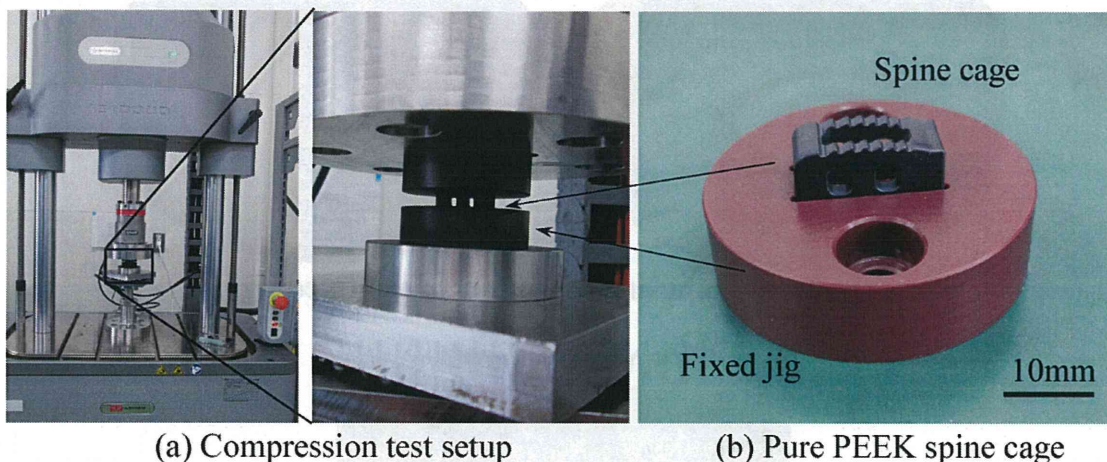 Spine cage
Fixed jig
10mm
(a) Compression test setup
(b) Pure PEEK spine cage